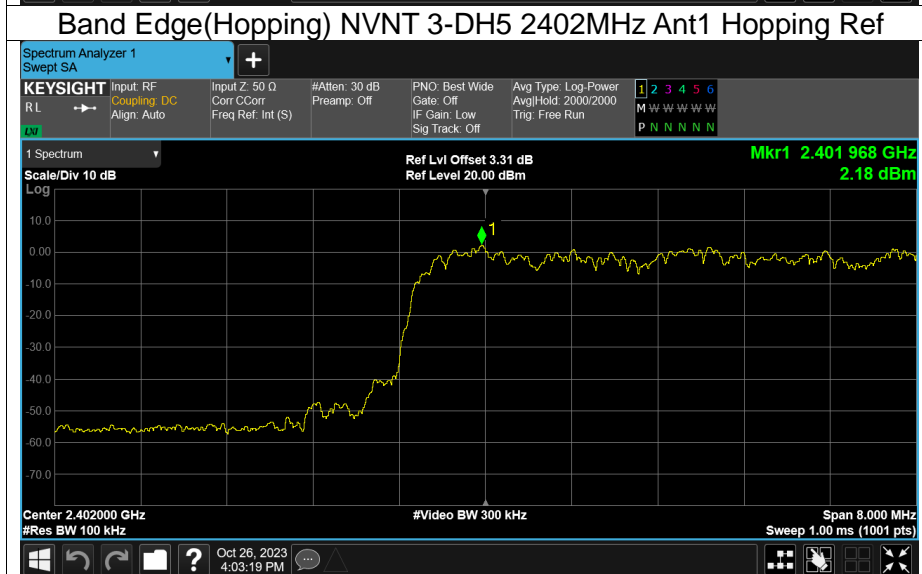 Band Edge(Hopping) NVNT 3-DH5 2402MHz Ant1 Hopping Ref
Spectrum Analyzer 1
Swept SA
KEYSIGHT
R L
LXI
Input: RF
Coupling: DC
Align: Auto
Input Z: 50 Ω
Corr CCorr
Freq Ref: Int (S)
#Atten: 30 dB
Preamp: Off
PNO: Best Wide
Gate: Off
IF Gain: Low
Sig Track: Off
Avg Type: Log-Power
Avg|Hold: 2000/2000
Trig: Free Run
1 2 3 4 5 6
M W W W W W
P N N N N N
1 Spectrum
Scale/Div 10 dB
Log
Ref Lvl Offset 3.31 dB
Ref Level 20.00 dBm
Mkr1 2.401 968 GHz
2.18 dBm
1
10.0
0.00
-10.0
-20.0
-30.0
-40.0
-50.0
-60.0
-70.0
Center 2.402000 GHz
#Res BW 100 kHz
#Video BW 300 kHz
Span 8.000 MHz
Sweep 1.00 ms (1001 pts)
?
Oct 26, 2023
4:03:19 PM